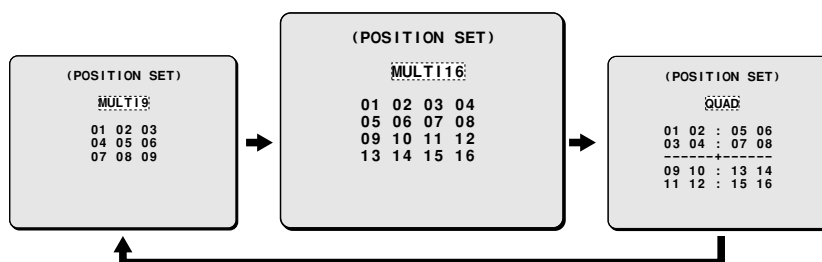 (POSITION SET)
MULTI9
01 02 03
04 05 06
07 08 09
(POSITION SET)
MULTI16
01 02 03 04
05 06 07 08
09 10 11 12
13 14 15 16
(POSITION SET)
QUAD
01 02 : 05 06
03 04 : 07 08
------+------
09 10 : 13 14
11 12 : 15 16